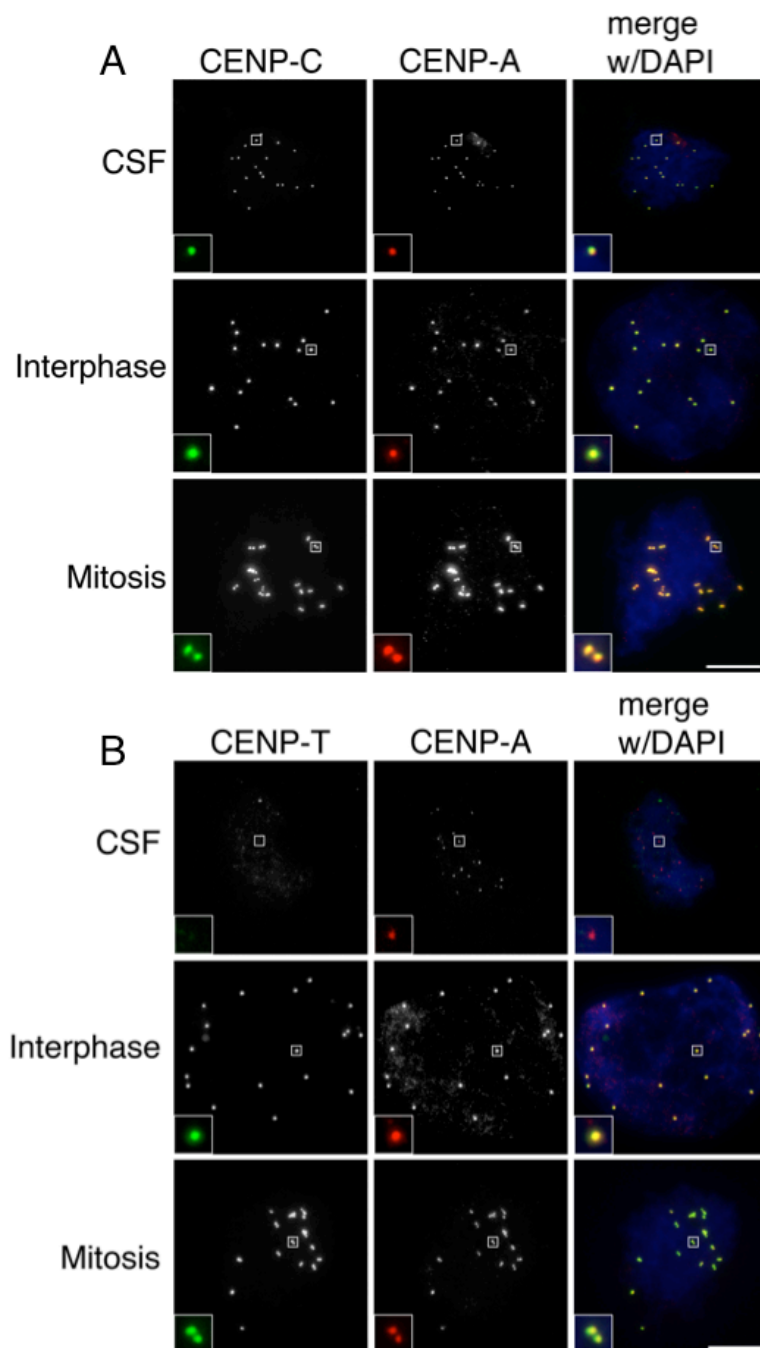 A
CENP-C CENP-A merge
w/DAPI
CSF
Interphase
Mitosis
B
CENP-T CENP-A merge
w/DAPI
CSF
Interphase
Mitosis